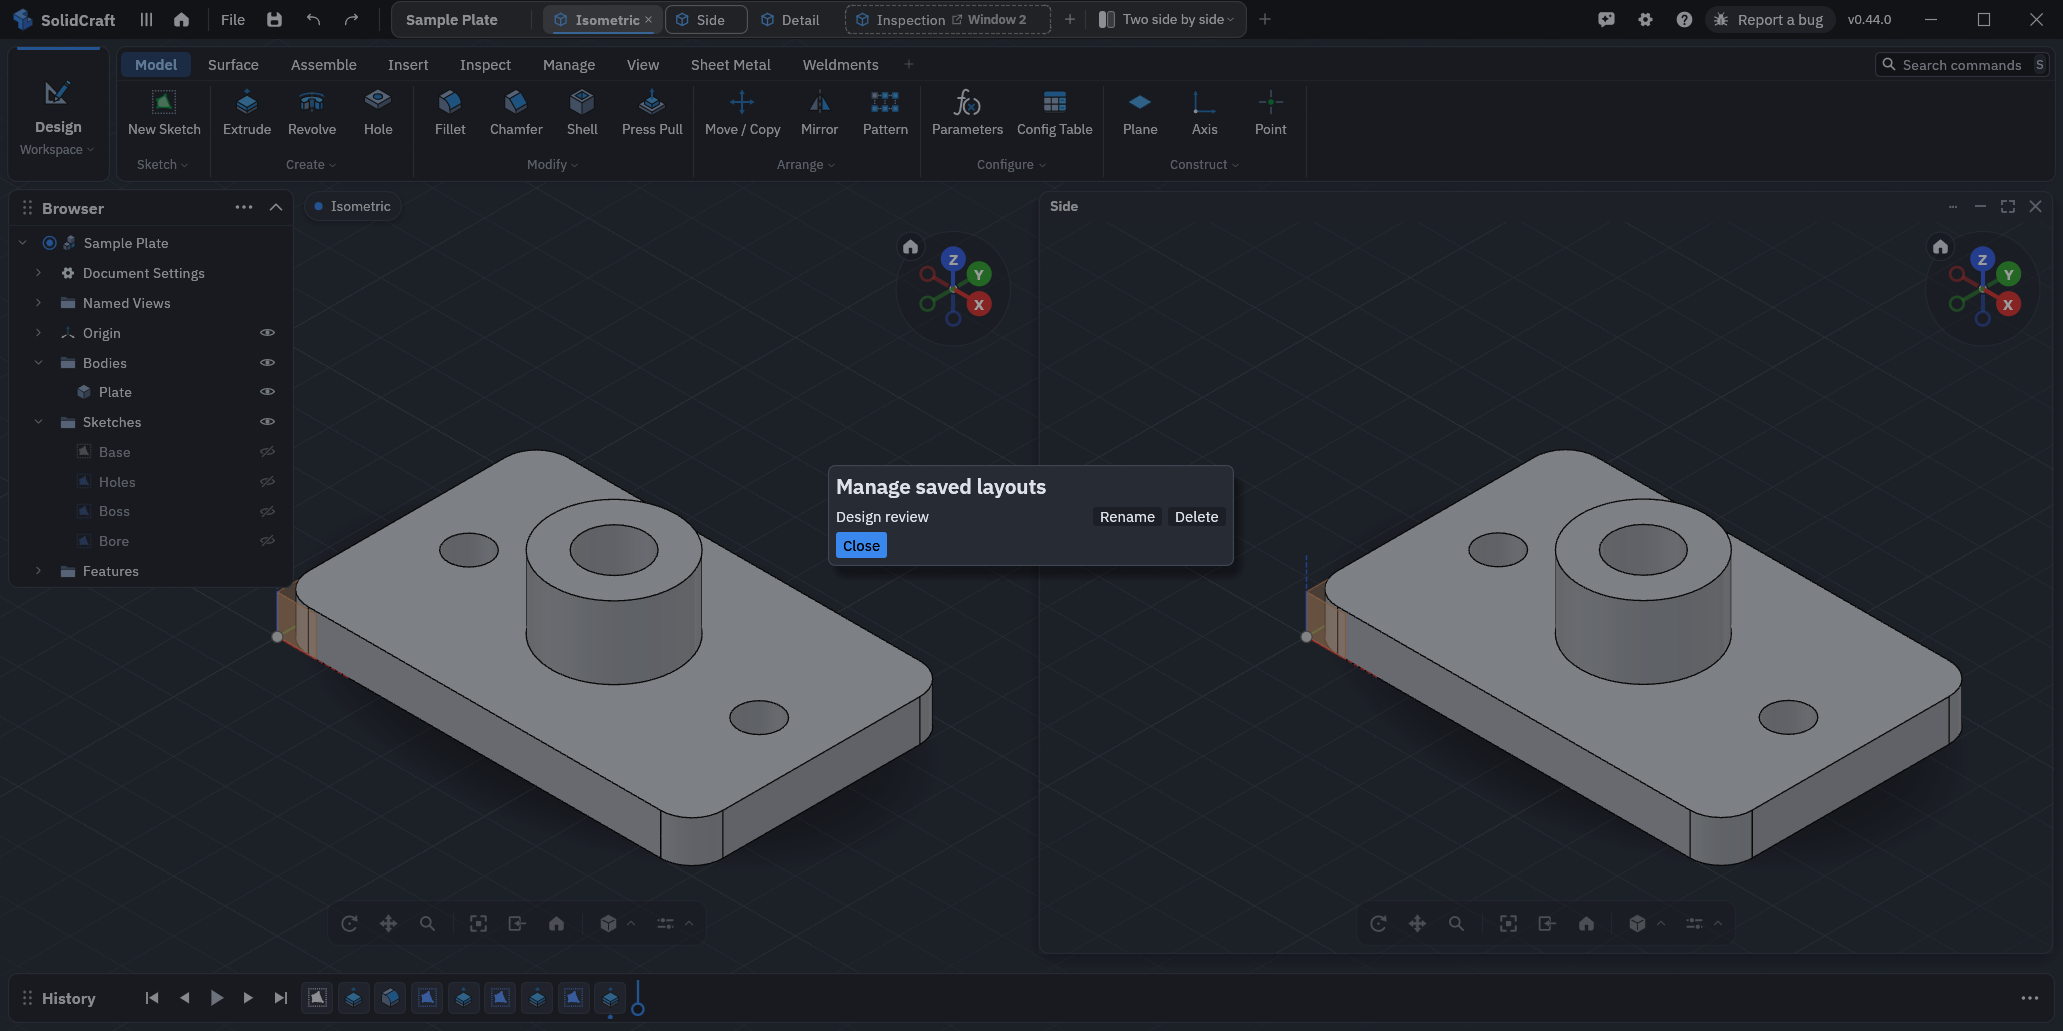 SolidCraft File Sample Plate Isometric Side Detail Inspection Window 2 Two side by side Report a bug v0.44.0
Model Surface Assemble Insert Inspect Manage View Sheet Metal Weldments Search commands S
Design
Workspace
New Sketch Extrude Revolve Hole Fillet Chamfer Shell Press Pull Move / Copy Mirror Pattern Parameters Config Table Plane Axis Point
Sketch Create Modify Arrange Configure Construct
Browser
Sample Plate
Document Settings
Named Views
Origin
Bodies
Plate
Sketches
Base
Holes
Boss
Bore
Features
Isometric
Z
Y
X
Side
Z
Y
X
Manage saved layouts
Design review Rename Delete
Close
History